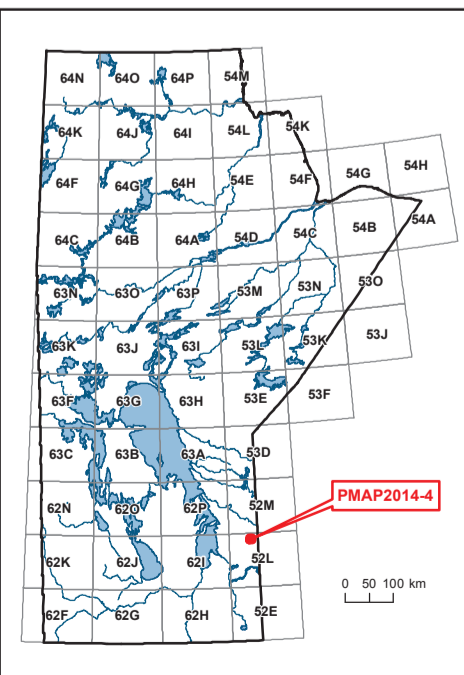 64N 64O 64P 54M
64K 64J 64I 54L 54K
64F 64G 64H 54E 54F 54G 54H
64C 64B 64A 54D 54C 54B 54A
63N 63O 63P 53M 53N 53O
63K 63J 63I 53L 53K 53J
63F 63G 63H 53E 53F
63C 63B 63A 53D
62N 62O 62P 52M
PMAP2014-4
62K 62J 62I 52L
0 50 100 km
62F 62G 62H 52E